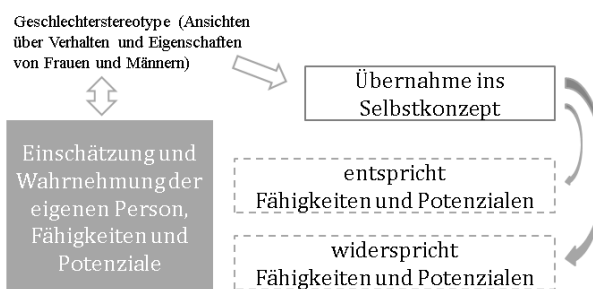 Geschlechterstereotype (Ansichten
über Verhalten und Eigenschaften
von Frauen und Männern)
Übernahme ins
Selbstkonzept
Einschätzung und
Wahrnehmung der
eigenen Person,
Fähigkeiten und
Potenziale
entspricht
Fähigkeiten und Potenzialen
widerspricht
Fähigkeiten und Potenzialen